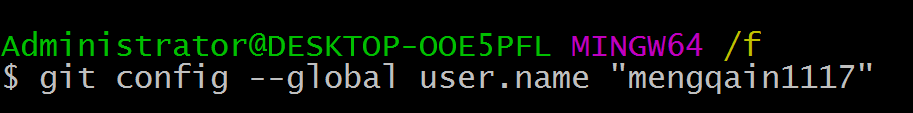 Administrator@DESKTOP-OOE5PFL MINGW64 /f
$ git config --global user.name "mengqain1117"